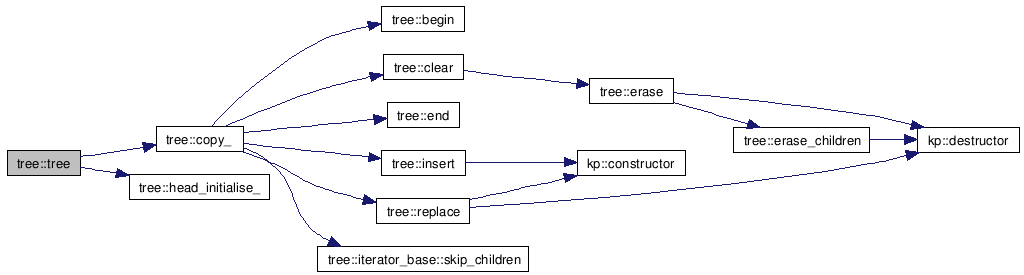 tree::tree
tree::copy_
tree::head_initialise_
tree::begin
tree::clear
tree::end
tree::insert
tree::replace
tree::iterator_base::skip_children
tree::erase
kp::constructor
tree::erase_children
kp::destructor